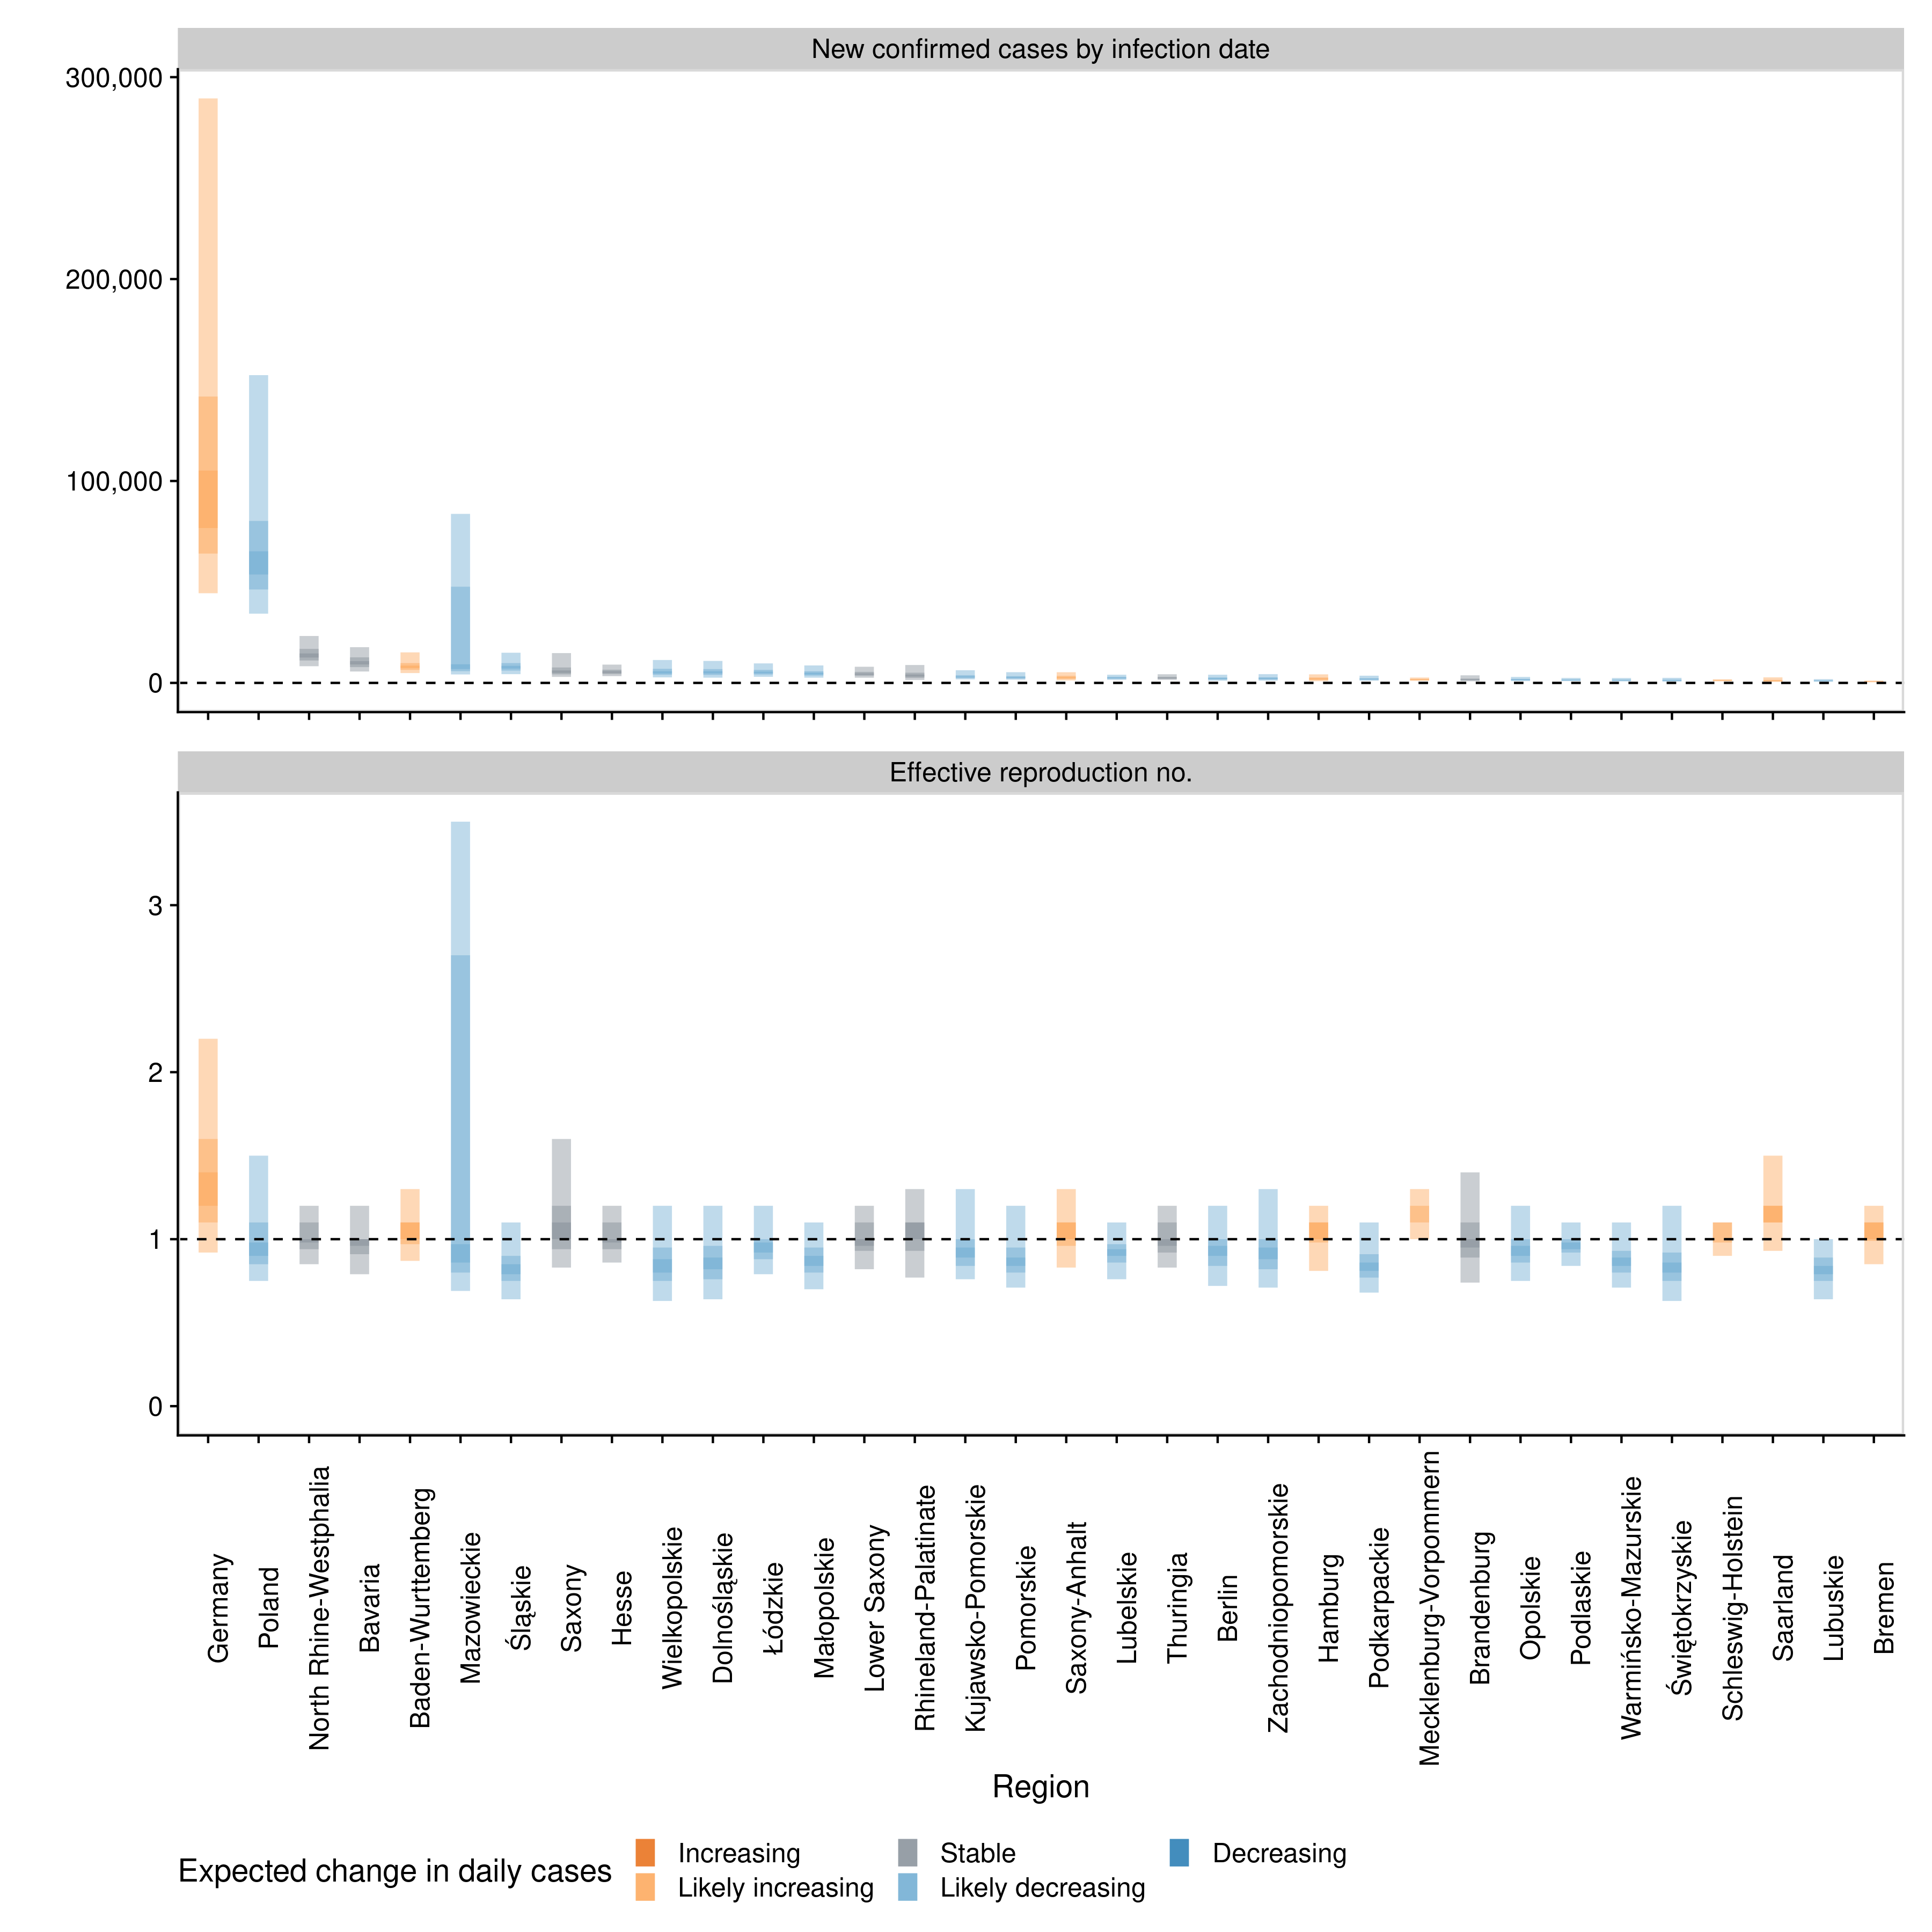 New confirmed cases by infection date
300,000
200,000
100,000
0
Effective reproduction no.
3
2
1
0
Germany
Poland
North Rhine-Westphalia
Bavaria
Baden-Wurttemberg
Mazowieckie
Śląskie
Saxony
Hesse
Wielkopolskie
Dolnośląskie
Łódzkie
Małopolskie
Lower Saxony
Rhineland-Palatinate
Kujawsko-Pomorskie
Pomorskie
Saxony-Anhalt
Lubelskie
Thuringia
Berlin
Zachodniopomorskie
Hamburg
Podkarpackie
Mecklenburg-Vorpommern
Brandenburg
Opolskie
Podlaskie
Warmińsko-Mazurskie
Świętokrzyskie
Schleswig-Holstein
Saarland
Lubuskie
Bremen
Region
Expected change in daily cases
Increasing
Likely increasing
Stable
Likely decreasing
Decreasing